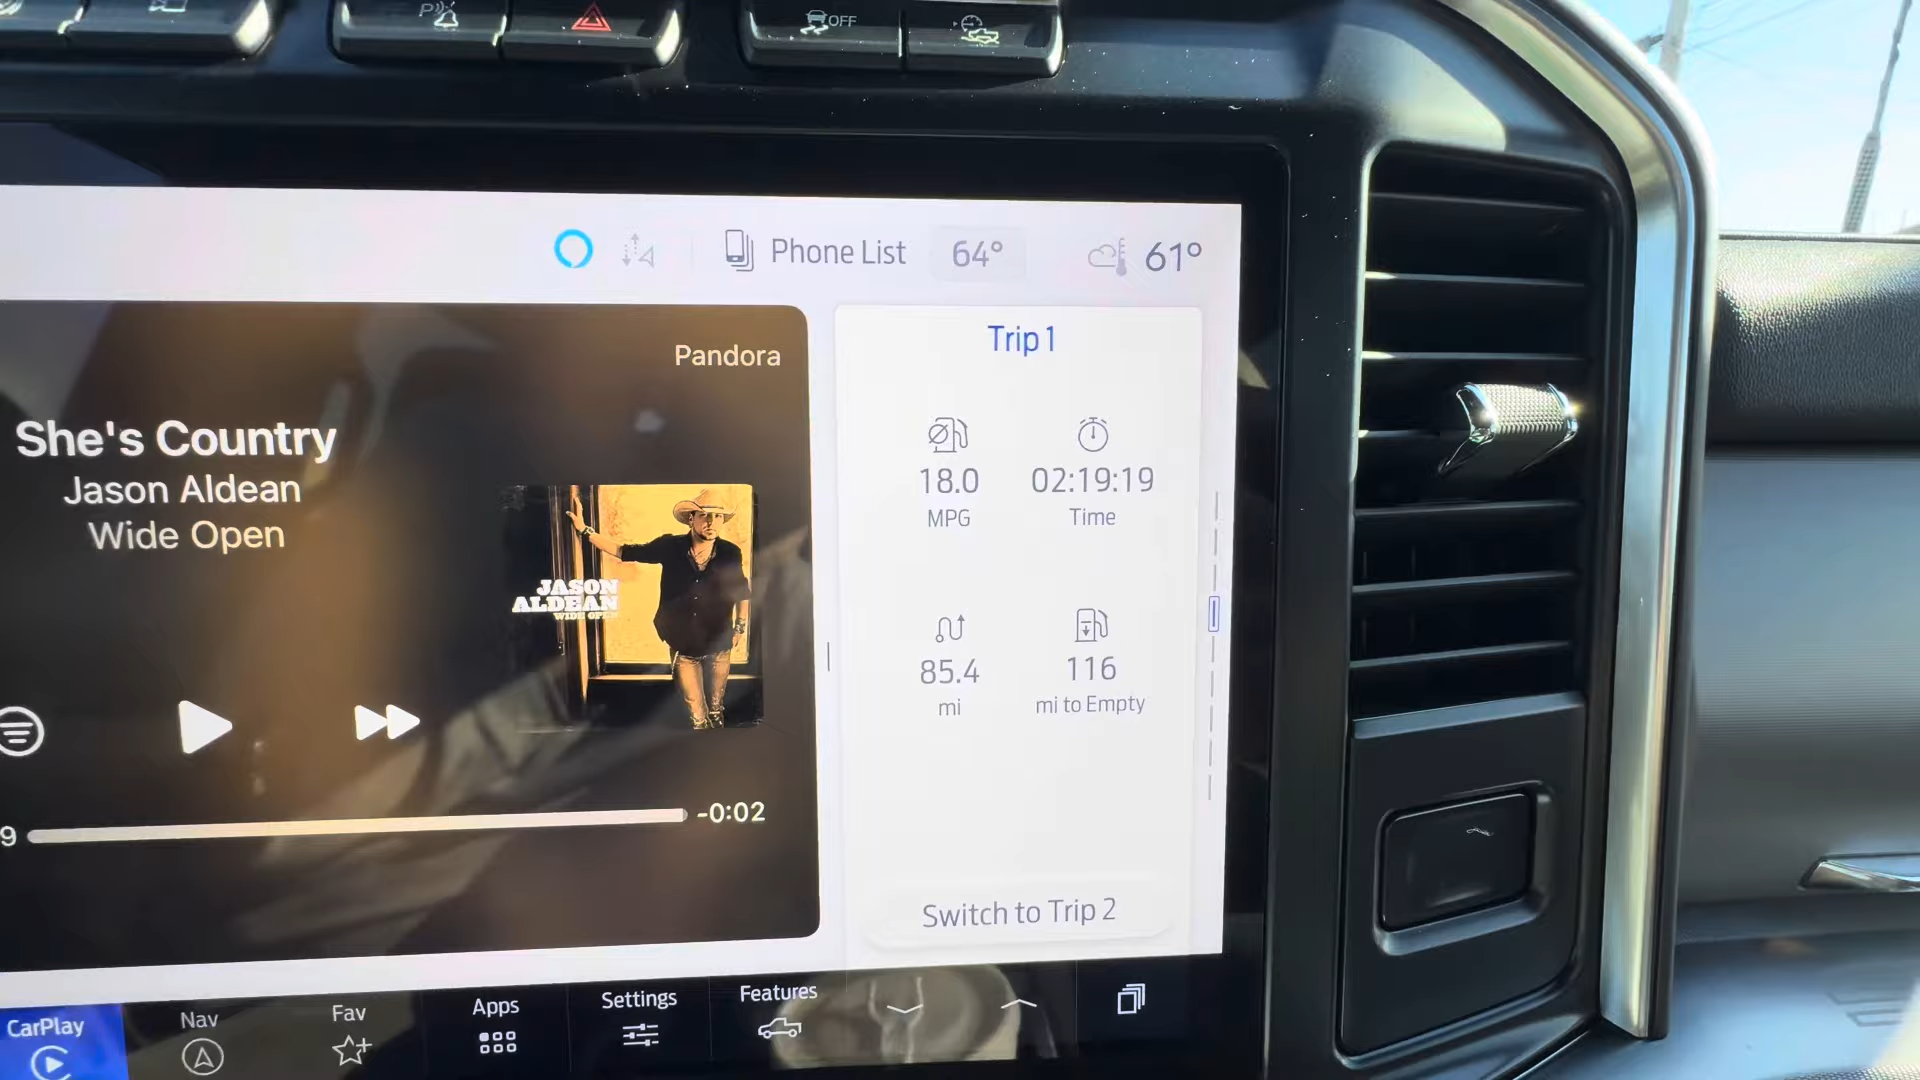 P
OFF
Phone List
64°
61°
Pandora
She's Country
Jason Aldean
Wide Open
JASON
ALDEAN
WIDE OPEN
9
-0:02
Trip 1
18.0
MPG
02:19:19
Time
85.4
mi
116
mi to Empty
Switch to Trip 2
CarPlay
Nav
Fav
Apps
Settings
Features